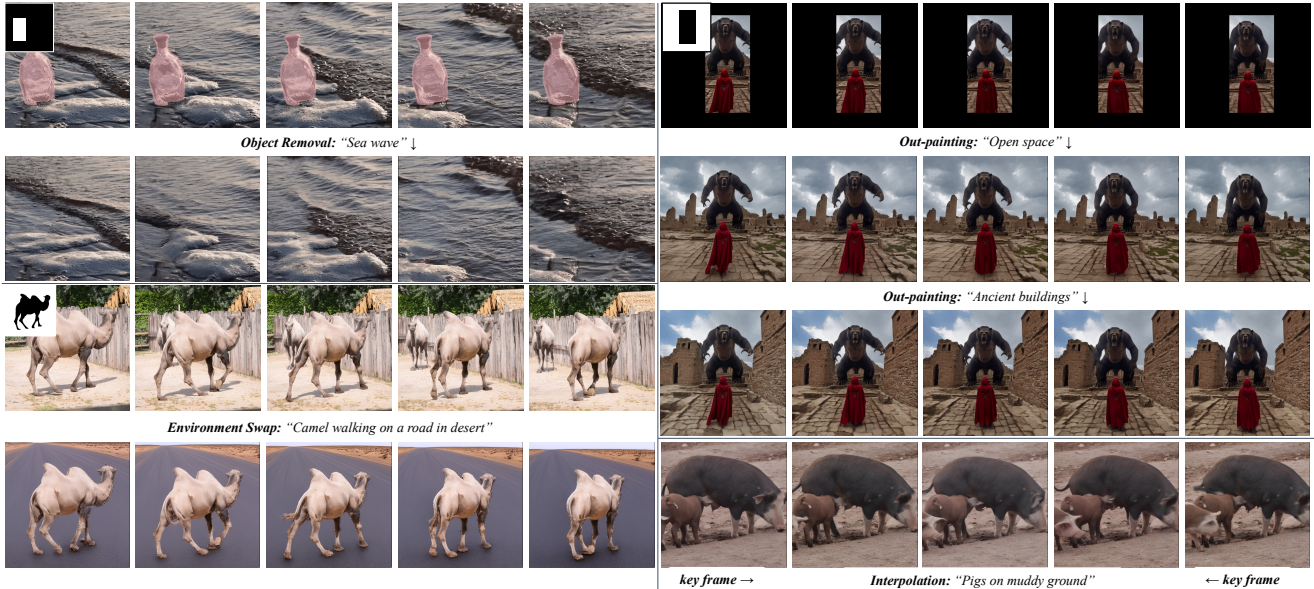 Object Removal: “Sea wave” ↓
Environment Swap: “Camel walking on a road in desert”
Out-painting: “Open space” ↓
Out-painting: “Ancient buildings” ↓
key frame → Interpolation: “Pigs on muddy ground” ← key frame